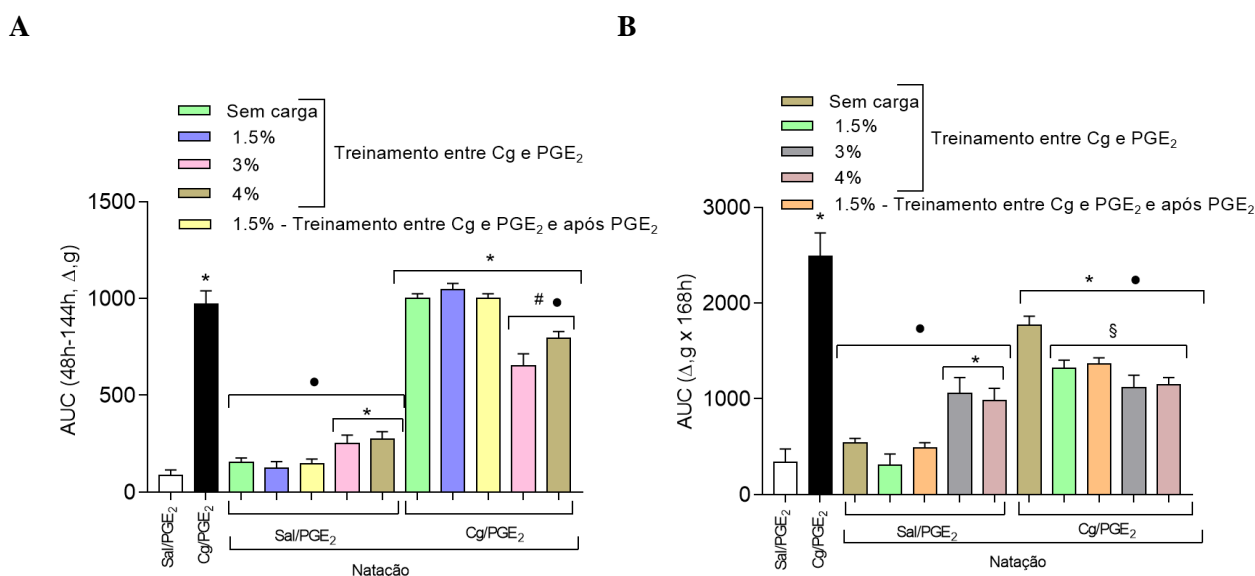 A
Sem carga
1.5%
3%
4%
Treinamento entre Cg e PGE2
1.5% - Treinamento entre Cg e PGE2 e após PGE2
AUC (48h-144h, Δ,g)
1500
1000
500
0
*
●
*
*
# ●
Sal/PGE2
Cg/PGE2
Sal/PGE2
Cg/PGE2
Natação
B
Sem carga
1.5%
3%
4%
Treinamento entre Cg e PGE2
1.5% - Treinamento entre Cg e PGE2 e após PGE2
AUC (Δ,g x 168h)
3000
2000
1000
0
*
●
*
* ●
§
Sal/PGE2
Cg/PGE2
Sal/PGE2
Cg/PGE2
Natação